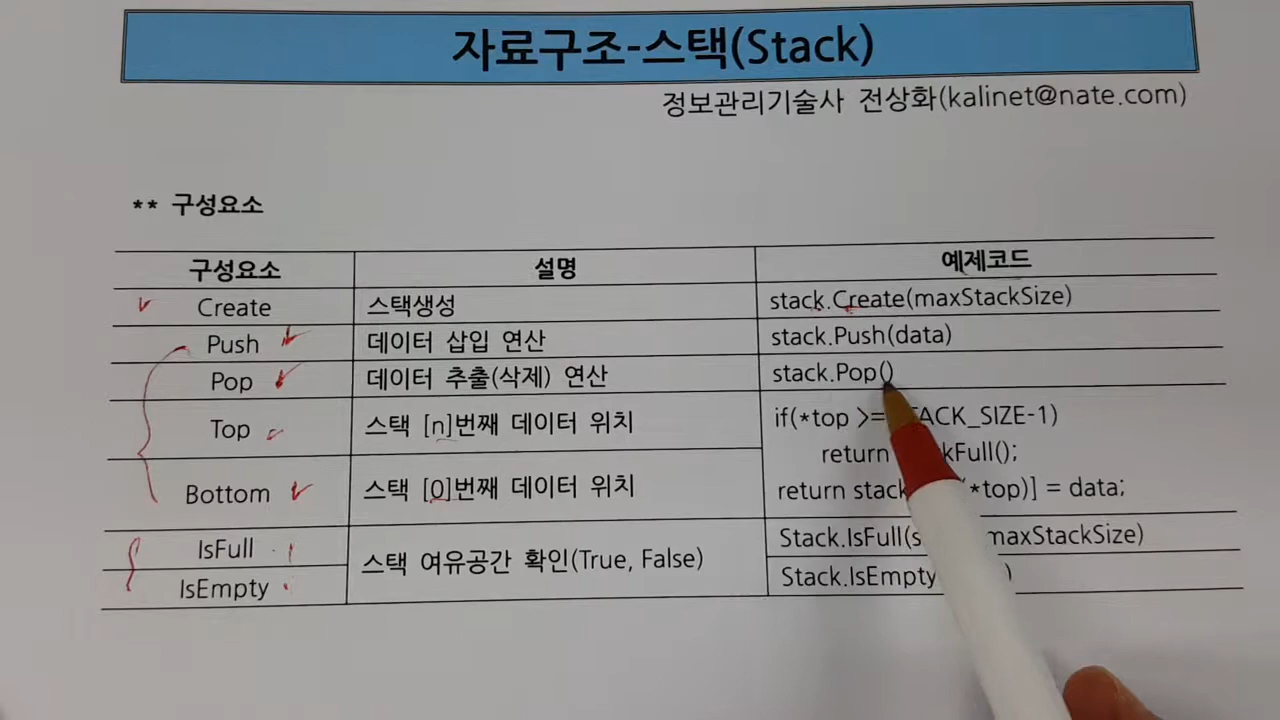 자료구조-스택(Stack)
정보관리기술사 전상화(kalinet@nate.com)
** 구성요소
구성요소 설명 예제코드
Create 스택생성 stack.Create(maxStackSize)
Push 데이터 삽입 연산 stack.Push(data)
Pop 데이터 추출(삭제) 연산 stack.Pop()
Top 스택 [n]번째 데이터 위치 if(*top >= TACK_SIZE-1)
return kFull();
Bottom 스택 [0]번째 데이터 위치 return stack (*top)] = data;
IsFull 스택 여유공간 확인(True, False) Stack.IsFull(s maxStackSize)
IsEmpty Stack.IsEmpty )